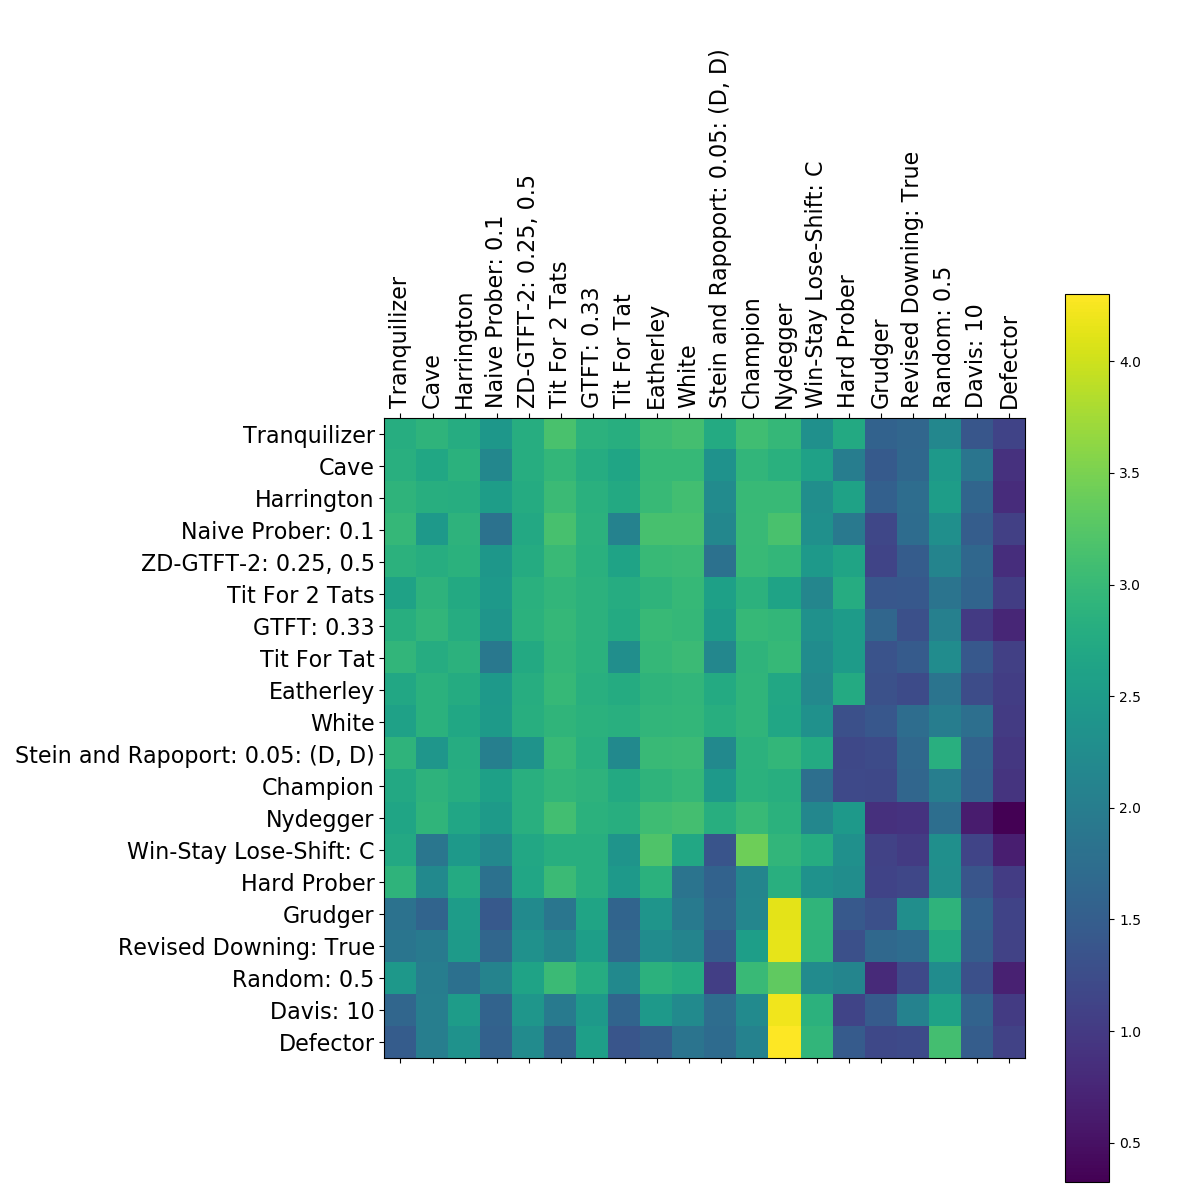 Tranquilizer
Cave
Harrington
Naive Prober: 0.1
ZD-GTFT-2: 0.25, 0.5
Tit For 2 Tats
GTFT: 0.33
Tit For Tat
Eatherley
White
Stein and Rapoport: 0.05: (D, D)
Champion
Nydegger
Win-Stay Lose-Shift: C
Hard Prober
Grudger
Revised Downing: True
Random: 0.5
Davis: 10
Defector
Tranquilizer
Cave
Harrington
Naive Prober: 0.1
ZD-GTFT-2: 0.25, 0.5
Tit For 2 Tats
GTFT: 0.33
Tit For Tat
Eatherley
White
Stein and Rapoport: 0.05: (D, D)
Champion
Nydegger
Win-Stay Lose-Shift: C
Hard Prober
Grudger
Revised Downing: True
Random: 0.5
Davis: 10
Defector
4.0
3.5
3.0
2.5
2.0
1.5
1.0
0.5